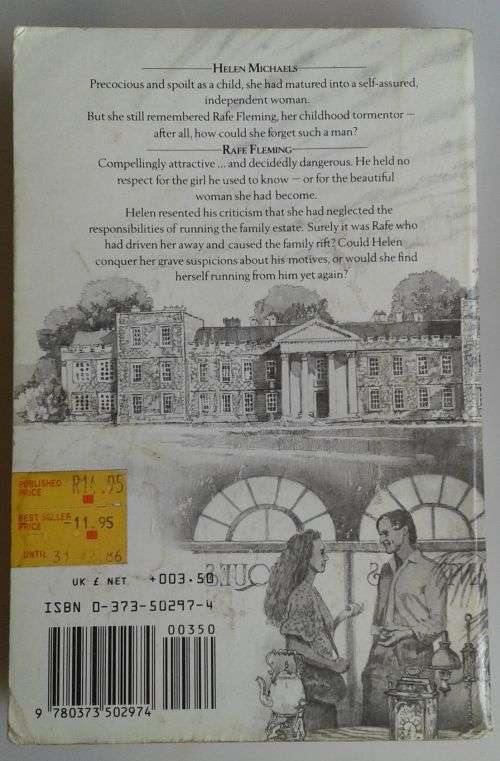 HELEN MICHAELS
Precocious and spoilt as a child, she had matured into a self-assured,
independent woman.
But she still remembered Rafe Fleming, her childhood tormentor —
after all, how could she forget such a man?
RAFE FLEMING
Compellingly attractive ... and decidedly dangerous. He held no
respect for the girl he used to know — or for the beautiful
woman she had become.
Helen resented his criticism that she had neglected the
responsibilities of running the family estate. Surely it was Rafe who
had driven her away and caused the family rift? Could Helen
conquer her grave suspicions about his motives, or would she find
herself running from him yet again?
PUBLISHED PRICE
BEST SELLER PRICE 11.95
UNTIL
UK £ NET +003.50
ISBN 0-373-50297-4
00350
9 780373 502974